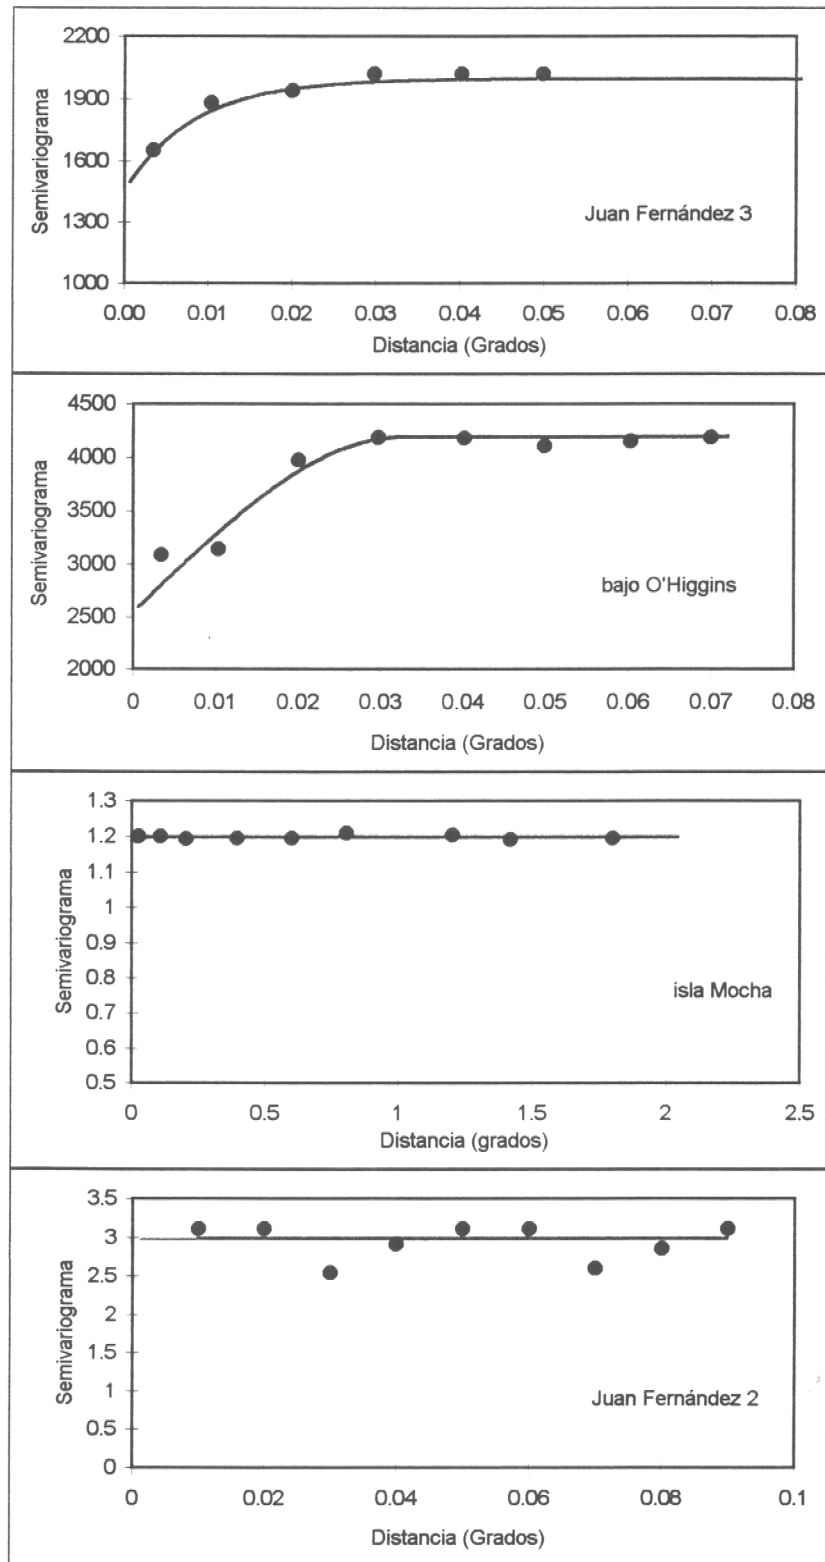 2200
1900
1600
1300
1000
Semivariograma
Juan Fernández 3
0.00 0.01 0.02 0.03 0.04 0.05 0.06 0.07 0.08
Distancia (Grados)
4500
4000
3500
3000
2500
2000
Semivariograma
bajo O'Higgins
0 0.01 0.02 0.03 0.04 0.05 0.06 0.07 0.08
Distancia (Grados)
1.3
1.2
1.1
1
0.9
0.8
0.7
0.6
0.5
Semivariograma
isla Mocha
0 0.5 1 1.5 2 2.5
Distancia (grados)
3.5
3
2.5
2
1.5
1
0.5
0
Semivariograma
Juan Fernández 2
0 0.02 0.04 0.06 0.08 0.1
Distancia (Grados)